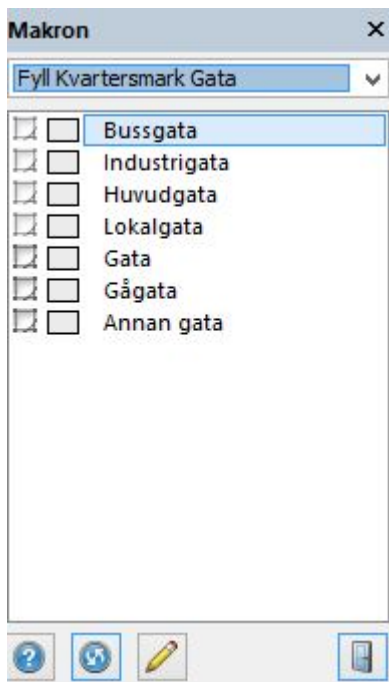 Makron
Fyll Kvartersmark Gata
Bussgata
Industrigata
Huvudgata
Lokalgata
Gata
Gågata
Annan gata